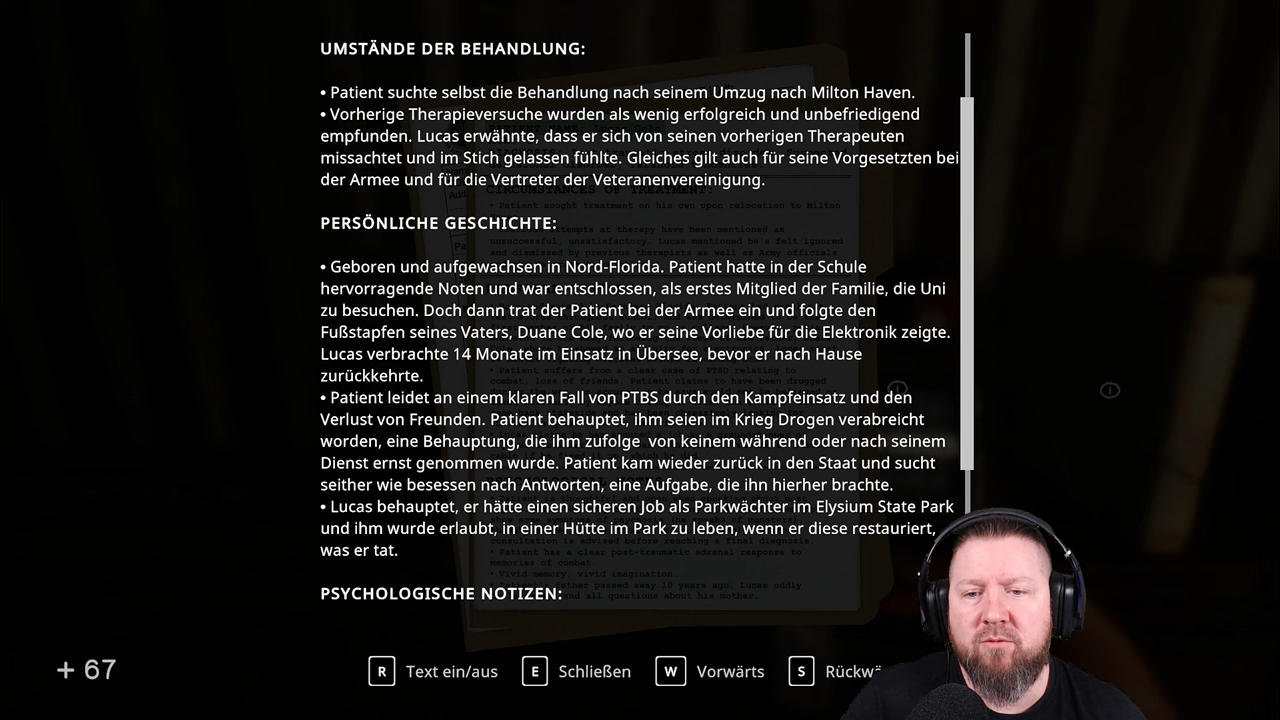 UMSTÄNDE DER BEHANDLUNG:
• Patient suchte selbst die Behandlung nach seinem Umzug nach Milton Haven.
• Vorherige Therapieversuche wurden als wenig erfolgreich und unbefriedigend
empfunden. Lucas erwähnte, dass er sich von seinen vorherigen Therapeuten
missachtet und im Stich gelassen fühlte. Gleiches gilt auch für seine Vorgesetzten bei
der Armee und für die Vertreter der Veteranenvereinigung.
PERSÖNLICHE GESCHICHTE:
• Geboren und aufgewachsen in Nord-Florida. Patient hatte in der Schule
hervorragende Noten und war entschlossen, als erstes Mitglied der Familie, die Uni
zu besuchen. Doch dann trat der Patient bei der Armee ein und folgte den
Fußstapfen seines Vaters, Duane Cole, wo er seine Vorliebe für die Elektronik zeigte.
Lucas verbrachte 14 Monate im Einsatz in Übersee, bevor er nach Hause
zurückkehrte.
• Patient leidet an einem klaren Fall von PTBS durch den Kampfeinsatz und den
Verlust von Freunden. Patient behauptet, ihm seien im Krieg Drogen verabreicht
worden, eine Behauptung, die ihm zufolge von keinem während oder nach seinem
Dienst ernst genommen wurde. Patient kam wieder zurück in den Staat und sucht
seither wie besessen nach Antworten, eine Aufgabe, die ihn hierher brachte.
• Lucas behauptet, er hätte einen sicheren Job als Parkwächter im Elysium State Park
und ihm wurde erlaubt, in einer Hütte im Park zu leben, wenn er diese restauriert,
was er tat.
PSYCHOLOGISCHE NOTIZEN:
+ 67
R Text ein/aus E Schließen W Vorwärts S Rückwä